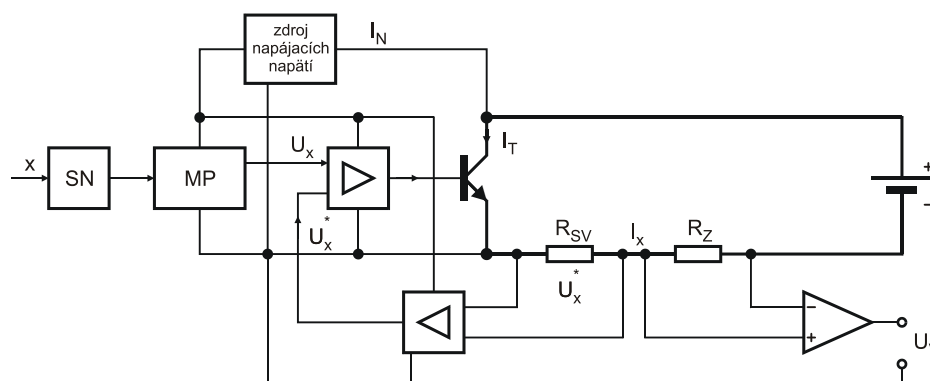 zdroj
napájacích
napätí
I_N
I_T
x
SN
MP
U_x
U_x^*
R_SV
U_x^*
I_x
R_Z
+
−
−
+